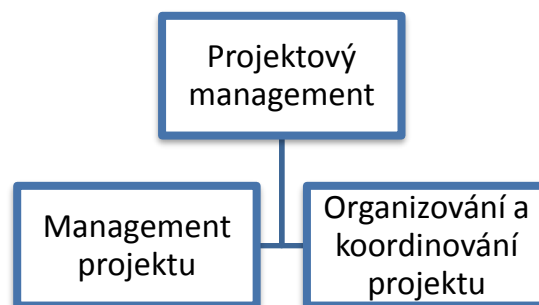 Projektový
management
Management
projektu
Organizování a
koordinování
projektu